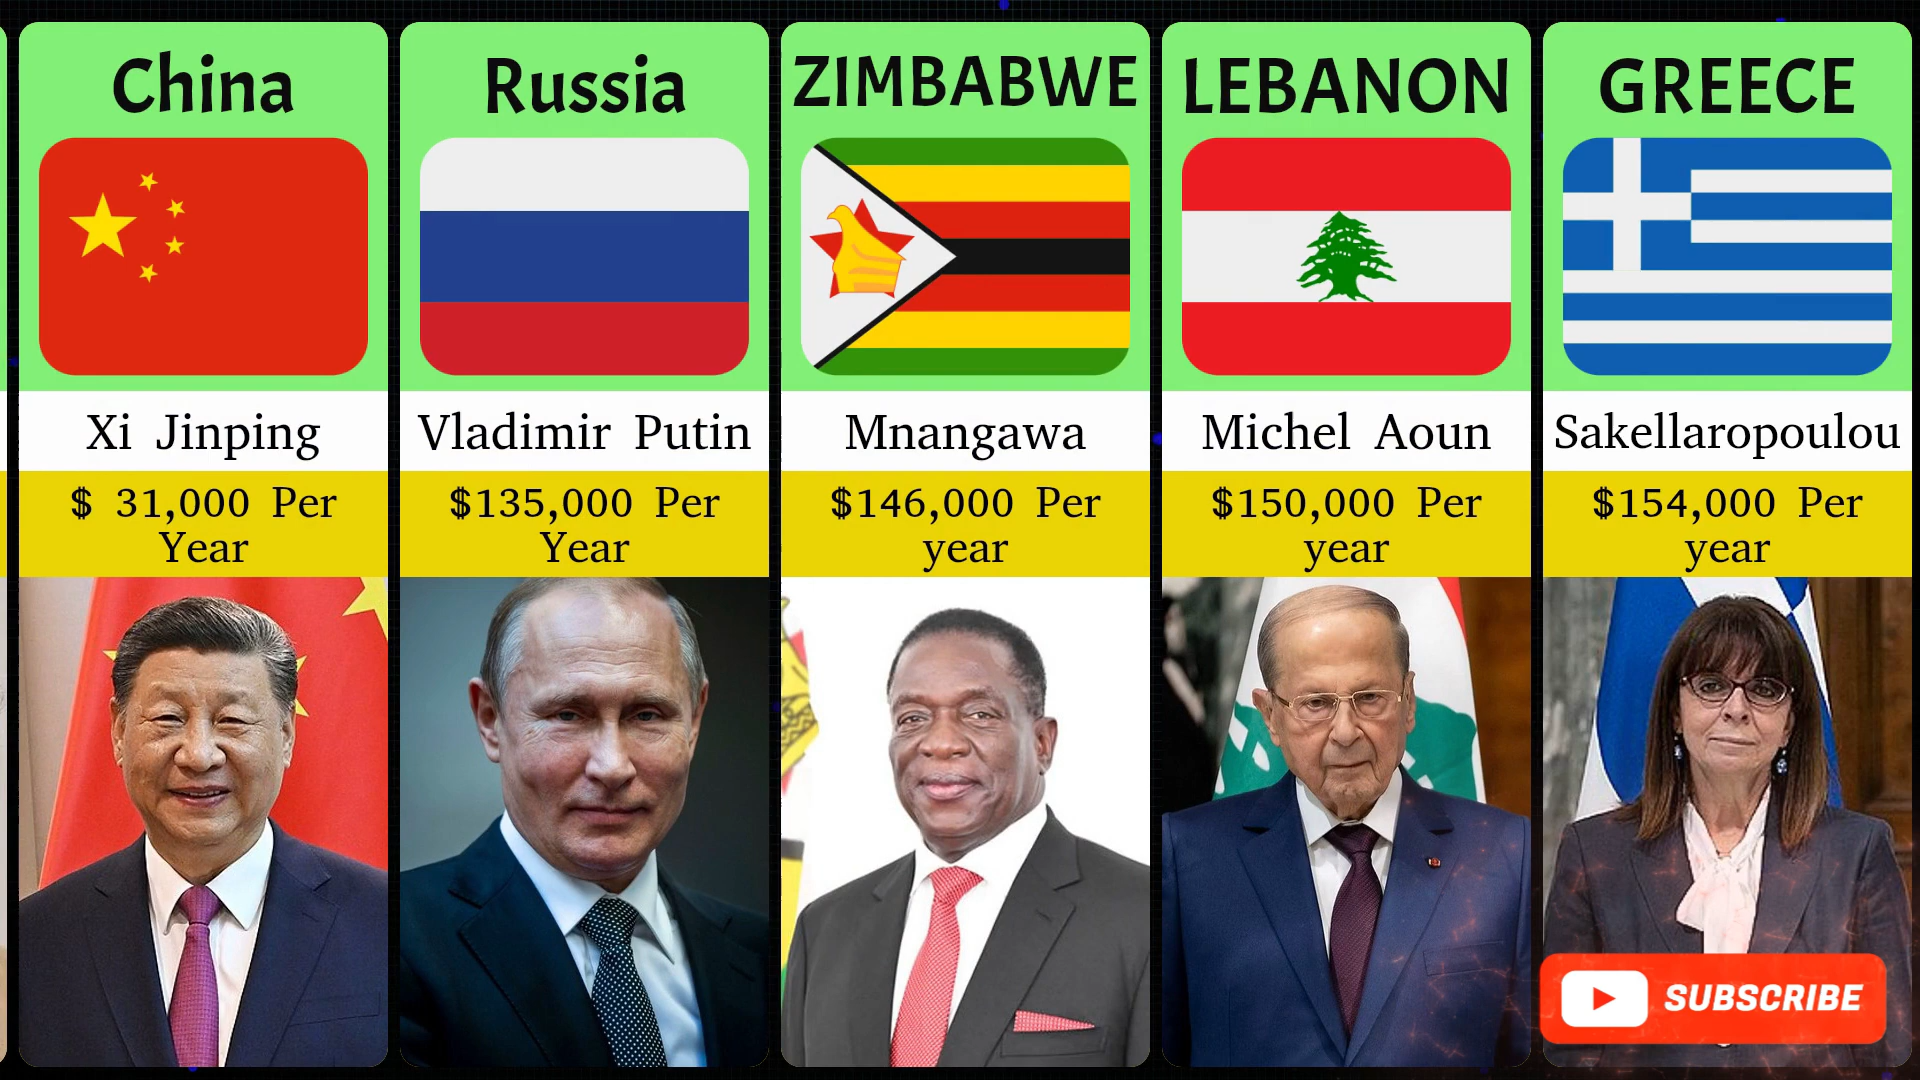 China
Xi Jinping
$ 31,000 Per
Year
Russia
Vladimir Putin
$135,000 Per
Year
ZIMBABWE
Mnangawa
$146,000 Per
year
LEBANON
Michel Aoun
$150,000 Per
year
GREECE
Sakellaropoulou
$154,000 Per
year
SUBSCRIBE